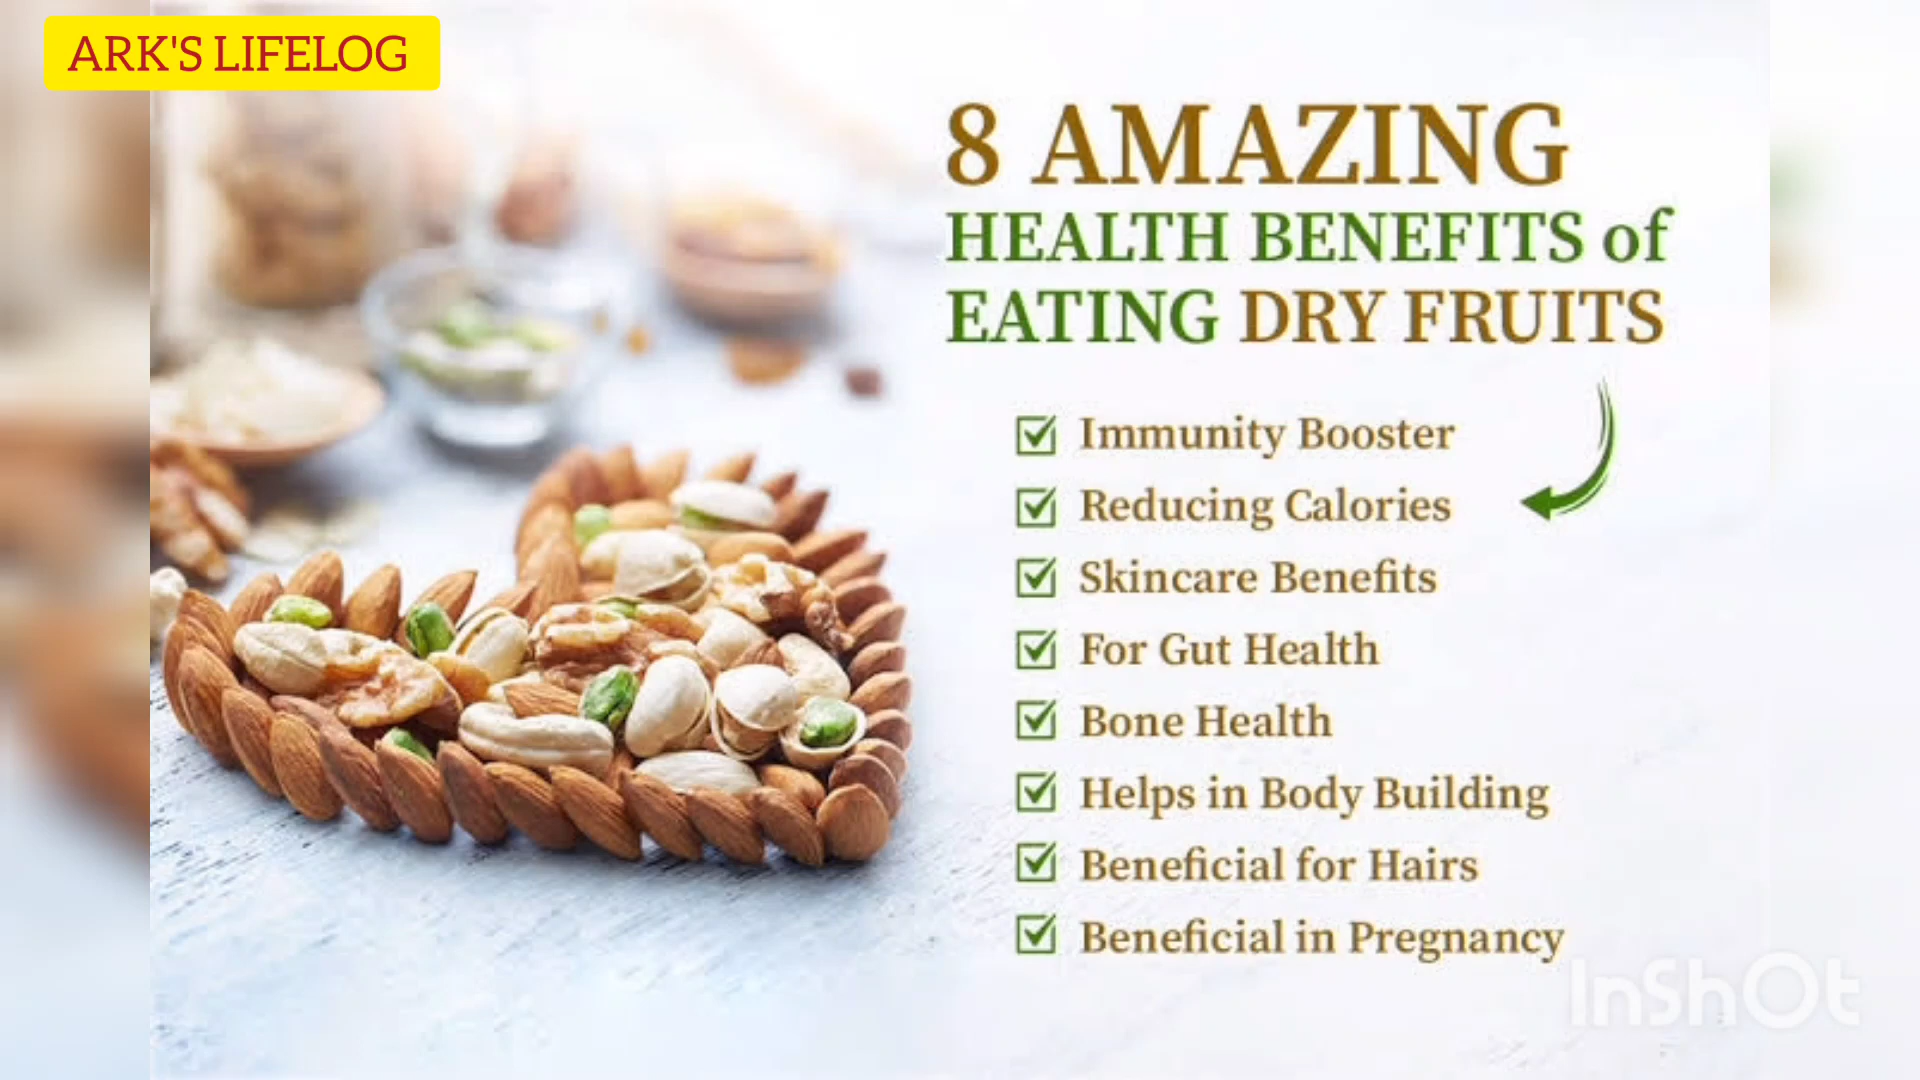 ARK'S LIFELOG
8 AMAZING
HEALTH BENEFITS of
EATING DRY FRUITS
Immunity Booster
Reducing Calories
Skincare Benefits
For Gut Health
Bone Health
Helps in Body Building
Beneficial for Hairs
Beneficial in Pregnancy
InShOt